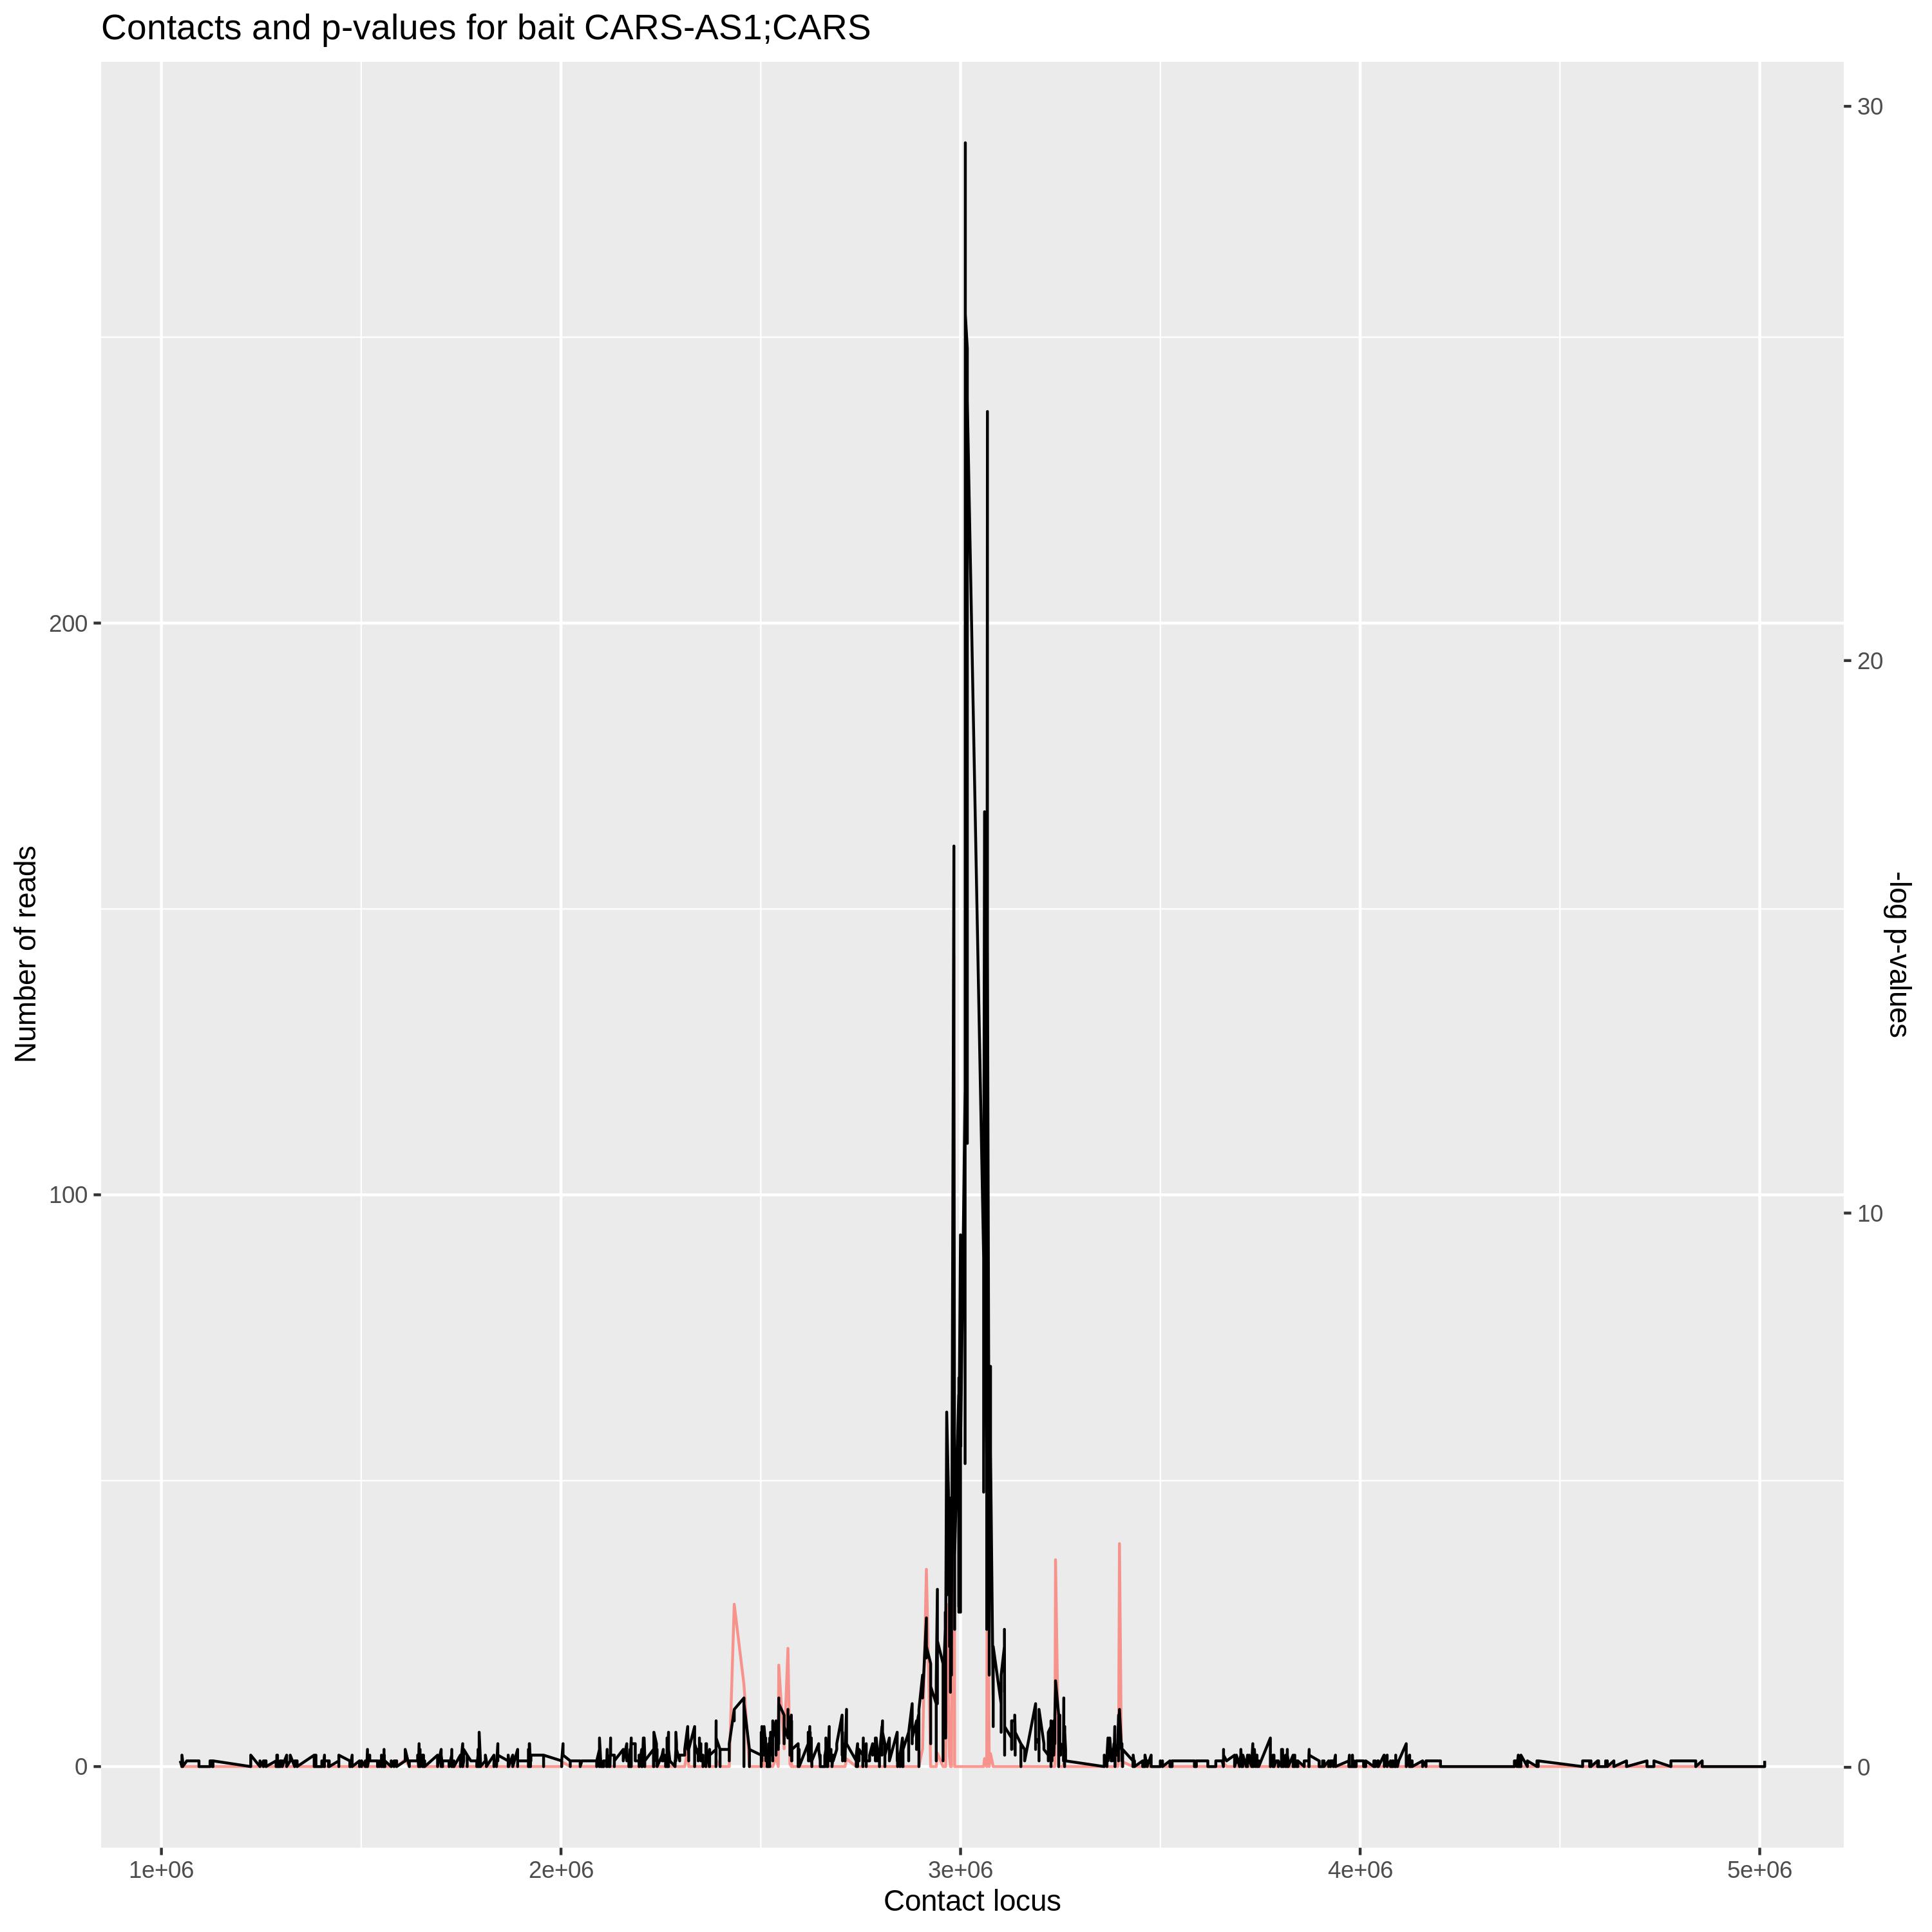 Contacts and p-values for bait CARS-AS1;CARS
30
200
20
Number of reads
-log p-values
100
10
0
0
1e+06
2e+06
3e+06
4e+06
5e+06
Contact locus